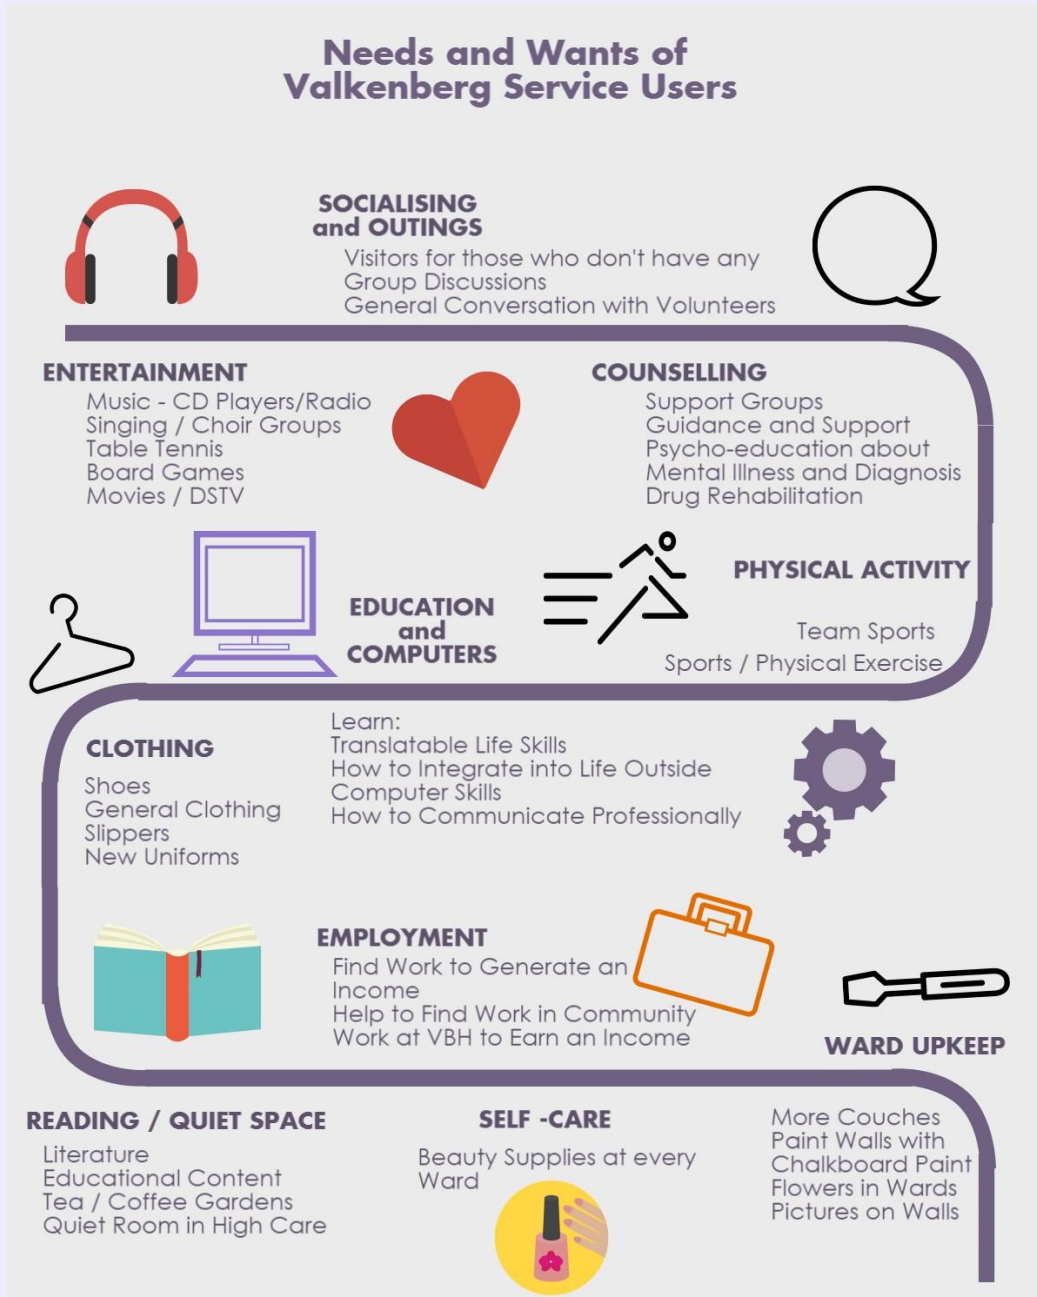 Needs and Wants of
Valkenberg Service Users
SOCIALISING
and OUTINGS
Visitors for those who don't have any
Group Discussions
General Conversation with Volunteers
ENTERTAINMENT
Music - CD Players/Radio
Singing / Choir Groups
Table Tennis
Board Games
Movies / DSTV
COUNSELLING
Support Groups
Guidance and Support
Psycho-education about
Mental Illness and Diagnosis
Drug Rehabilitation
PHYSICAL ACTIVITY
Team Sports
Sports / Physical Exercise
EDUCATION
and
COMPUTERS
Learn:
Translatable Life Skills
How to Integrate into Life Outside
Computer Skills
How to Communicate Professionally
CLOTHING
Shoes
General Clothing
Slippers
New Uniforms
EMPLOYMENT
Find Work to Generate an
Income
Help to Find Work in Community
Work at VBH to Earn an Income
WARD UPKEEP
More Couches
Paint Walls with
Chalkboard Paint
Flowers in Wards
Pictures on Walls
READING / QUIET SPACE
Literature
Educational Content
Tea / Coffee Gardens
Quiet Room in High Care
SELF -CARE
Beauty Supplies at every
Ward